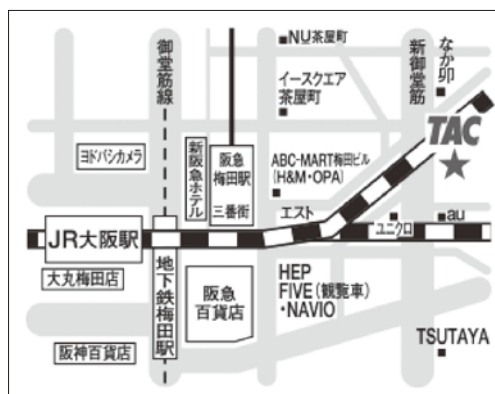 NU茶屋町
御堂筋線
新御堂筋
なか卯
イースクエア
茶屋町
TAC
ヨドバシカメラ
新阪急ホテル
阪急
梅田駅
三番街
ABC-MART梅田ビル
(H&M・OPA)
エスト
au
ユニクロ
JR大阪駅
大丸梅田店
地下鉄梅田駅
阪急
百貨店
HEP
FIVE(観覧車)
・NAVIO
阪神百貨店
TSUTAYA